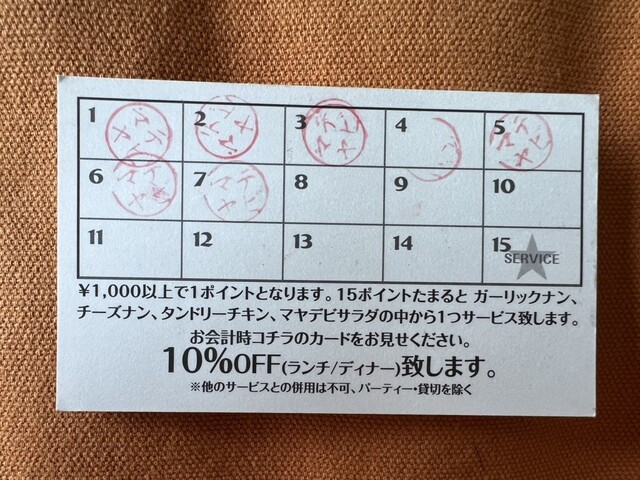 1 2 3 4 5
6 7 8 9 10
11 12 13 14 15 SERVICE
¥1,000以上で1ポイントとなります。15ポイントたまると ガーリックナン、
チーズナン、タンドリーチキン、マヤデビサラダの中から1つサービス致します。
お会計時コチラのカードをお見せください。
10%OFF(ランチ/ディナー)致します。
※他のサービスとの併用は不可、パーティー・貸切を除く